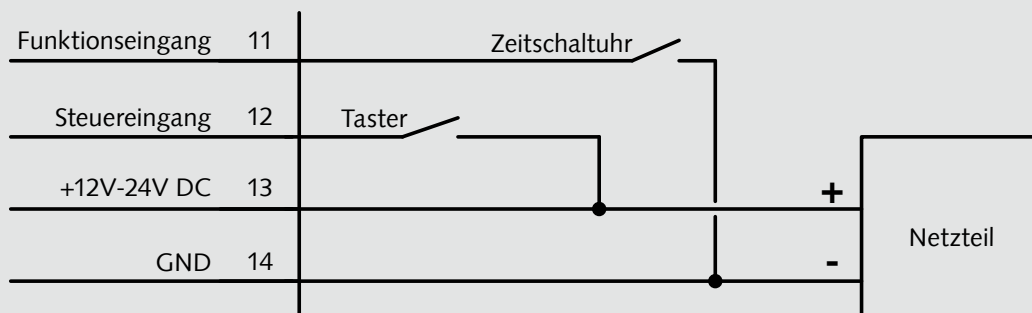 Funktionseingang 11 Zeitschaltuhr
Steuereingang 12 Taster
+12V-24V DC 13 +
Netzteil
GND 14 -